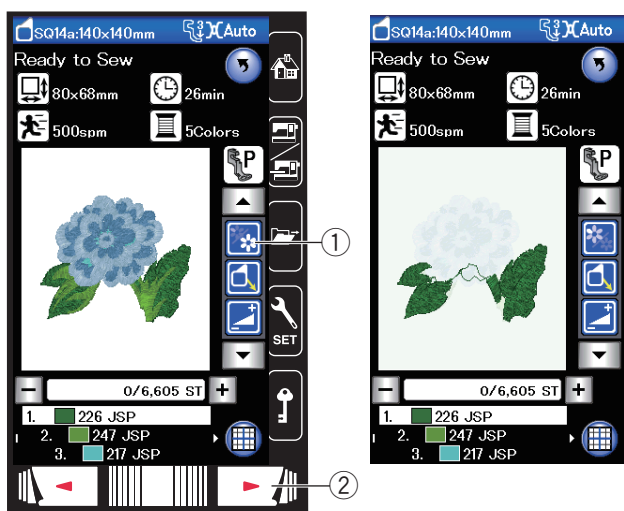 SQ14a:140x140mm
Auto
Ready to Sew
80x68mm
26min
500spm
5Colors
P
SET
0/6,605 ST
1. 226 JSP
2. 247 JSP
3. 217 JSP
1
2
SQ14a:140x140mm
Auto
Ready to Sew
80x68mm
26min
500spm
5Colors
P
0/6,605 ST
1. 226 JSP
2. 247 JSP
3. 217 JSP